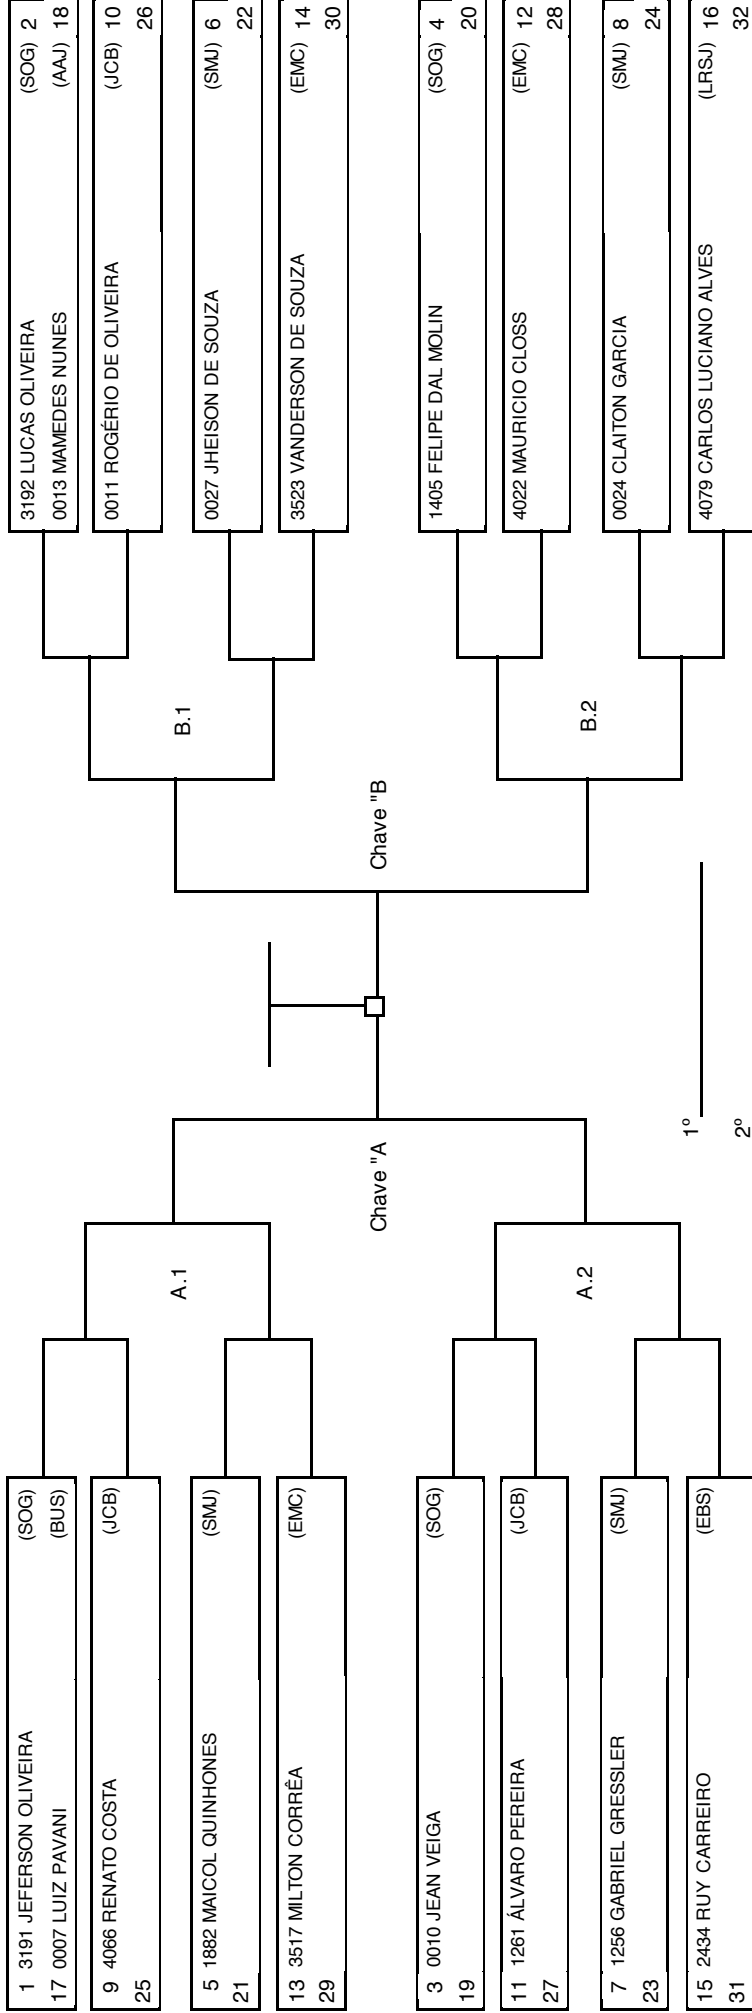 1 3191 JEFERSON OLIVEIRA (SOG)
17 0007 LUIZ PAVANI (BUS)
9 4066 RENATO COSTA (JCB)
25
A.1
5 1882 MAICOL QUINHONES (SMJ)
21
13 3517 MILTON CORRÊA (EMC)
29
Chave "A
3 0010 JEAN VEIGA (SOG)
19
11 1261 ÁLVARO PEREIRA (JCB)
27
A.2
7 1256 GABRIEL GRESSLER (SMJ)
23
15 2434 RUY CARREIRO (EBS)
31
3192 LUCAS OLIVEIRA (SOG) 2
0013 MAMEDES NUNES (AAJ) 18
0011 ROGÉRIO DE OLIVEIRA (JCB) 10
26
B.1
0027 JHEISON DE SOUZA (SMJ) 6
22
3523 VANDERSON DE SOUZA (EMC) 14
30
Chave "B
1405 FELIPE DAL MOLIN (SOG) 4
20
4022 MAURICIO CLOSS (EMC) 12
28
B.2
0024 CLAITON GARCIA (SMJ) 8
24
4079 CARLOS LUCIANO ALVES (LRSJ) 16
32
1º
2º